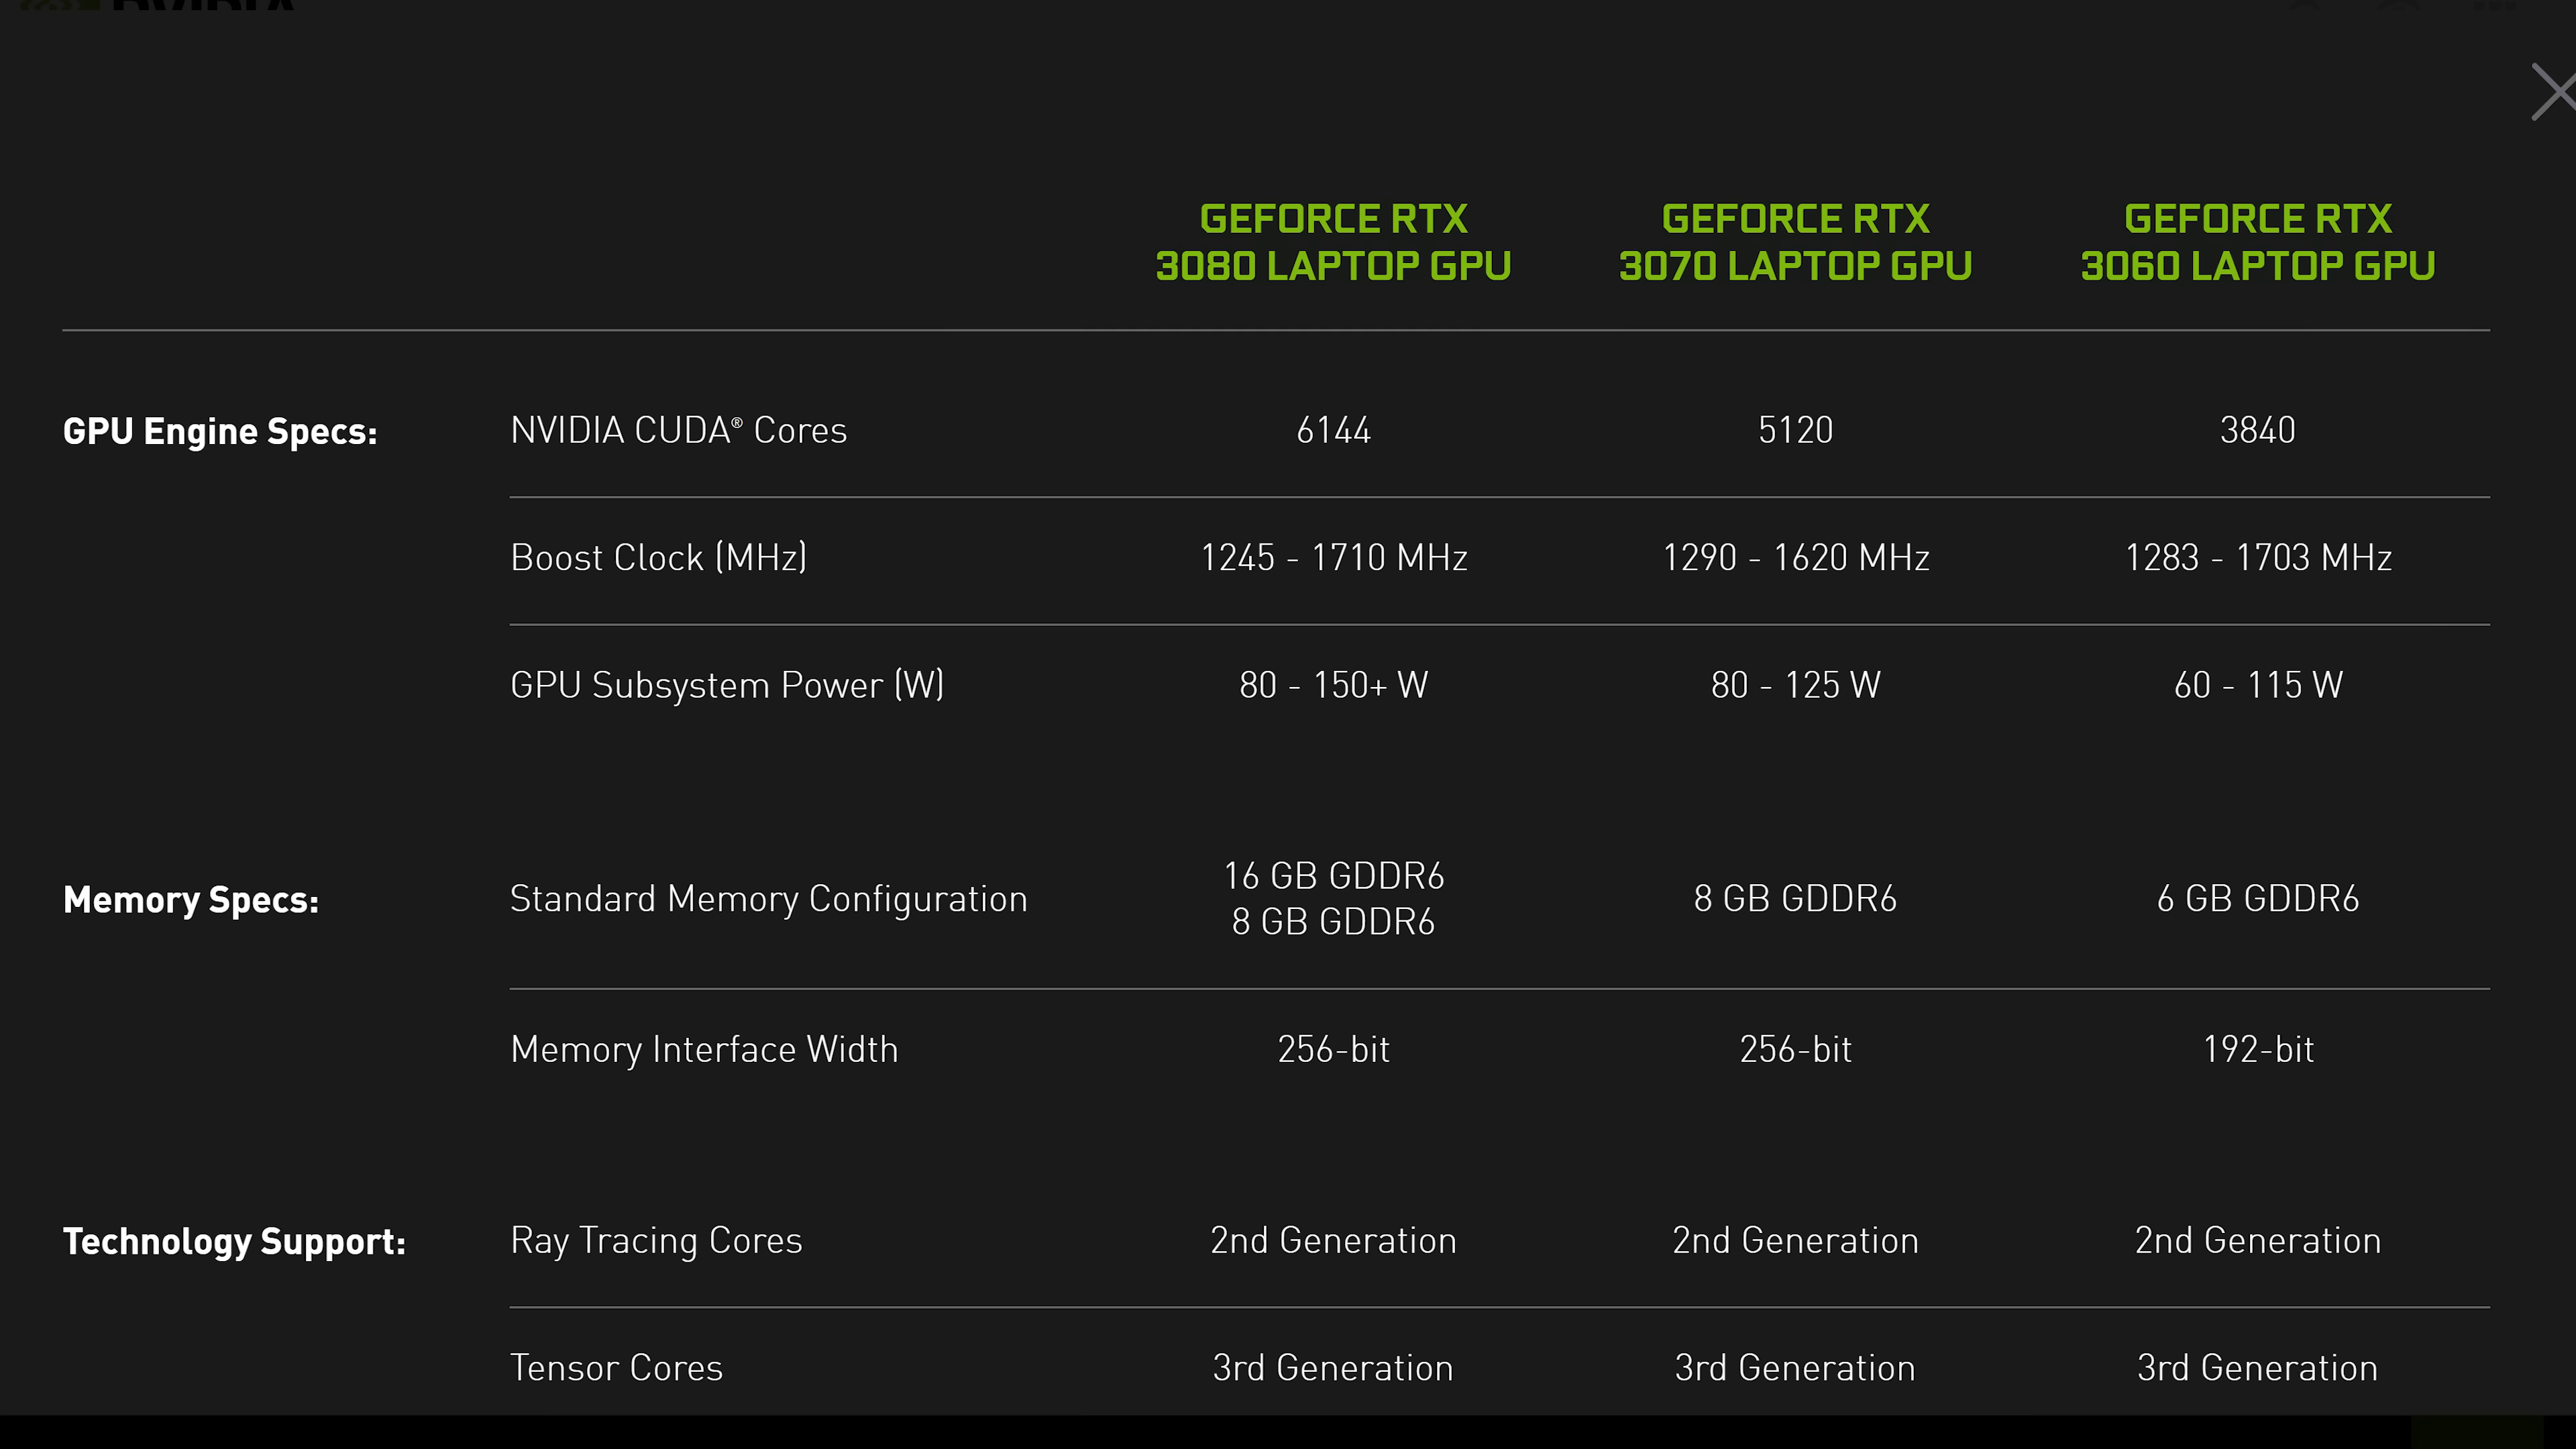 NVIDIA
GEFORCE RTX
3080 LAPTOP GPU
GEFORCE RTX
3070 LAPTOP GPU
GEFORCE RTX
3060 LAPTOP GPU
GPU Engine Specs:
NVIDIA CUDA® Cores
6144
5120
3840
Boost Clock (MHz)
1245 - 1710 MHz
1290 - 1620 MHz
1283 - 1703 MHz
GPU Subsystem Power (W)
80 - 150+ W
80 - 125 W
60 - 115 W
Memory Specs:
Standard Memory Configuration
16 GB GDDR6
8 GB GDDR6
8 GB GDDR6
6 GB GDDR6
Memory Interface Width
256-bit
256-bit
192-bit
Technology Support:
Ray Tracing Cores
2nd Generation
2nd Generation
2nd Generation
Tensor Cores
3rd Generation
3rd Generation
3rd Generation